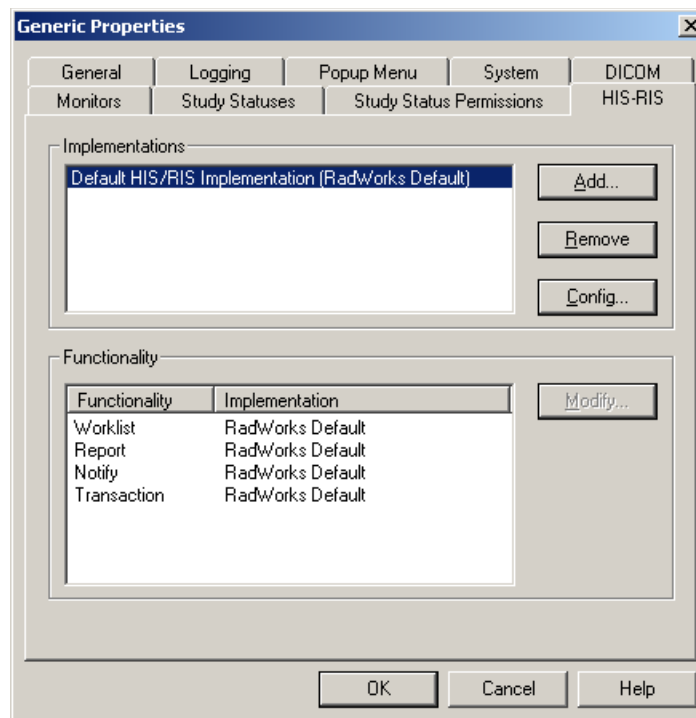 Generic Properties
General Logging Popup Menu System DICOM
Monitors Study Statuses Study Status Permissions HIS-RIS
Implementations
Default HIS/RIS Implementation (RadWorks Default)
Add...
Remove
Config...
Functionality
Functionality Implementation
Modify...
Worklist RadWorks Default
Report RadWorks Default
Notify RadWorks Default
Transaction RadWorks Default
OK Cancel Help